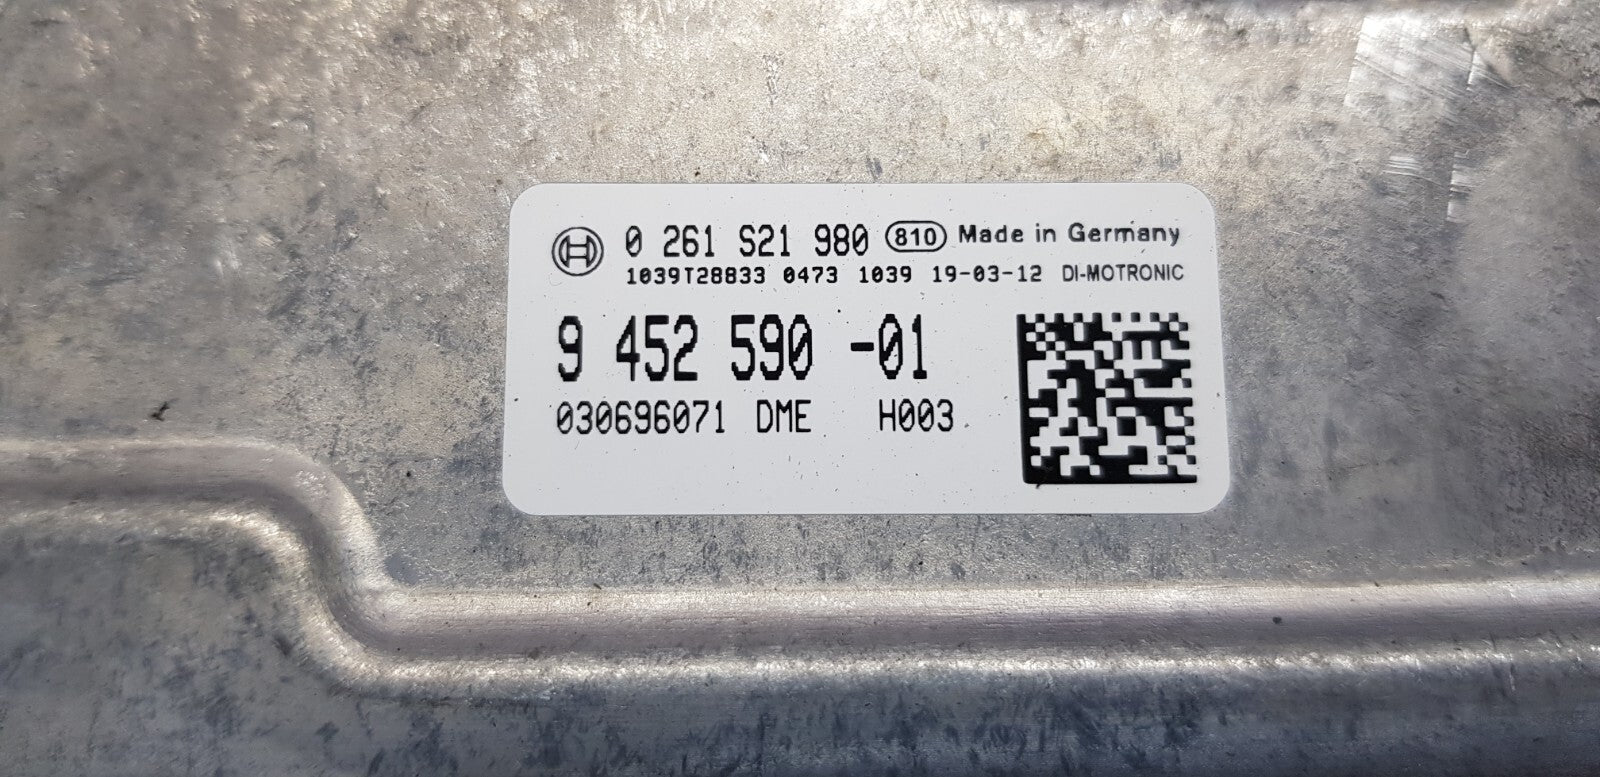 0 261 S21 980 810 Made in Germany
1039T28833 0473 1039 19-03-12 DI-MOTRONIC
9 452 590 -01
030696071 DME H003